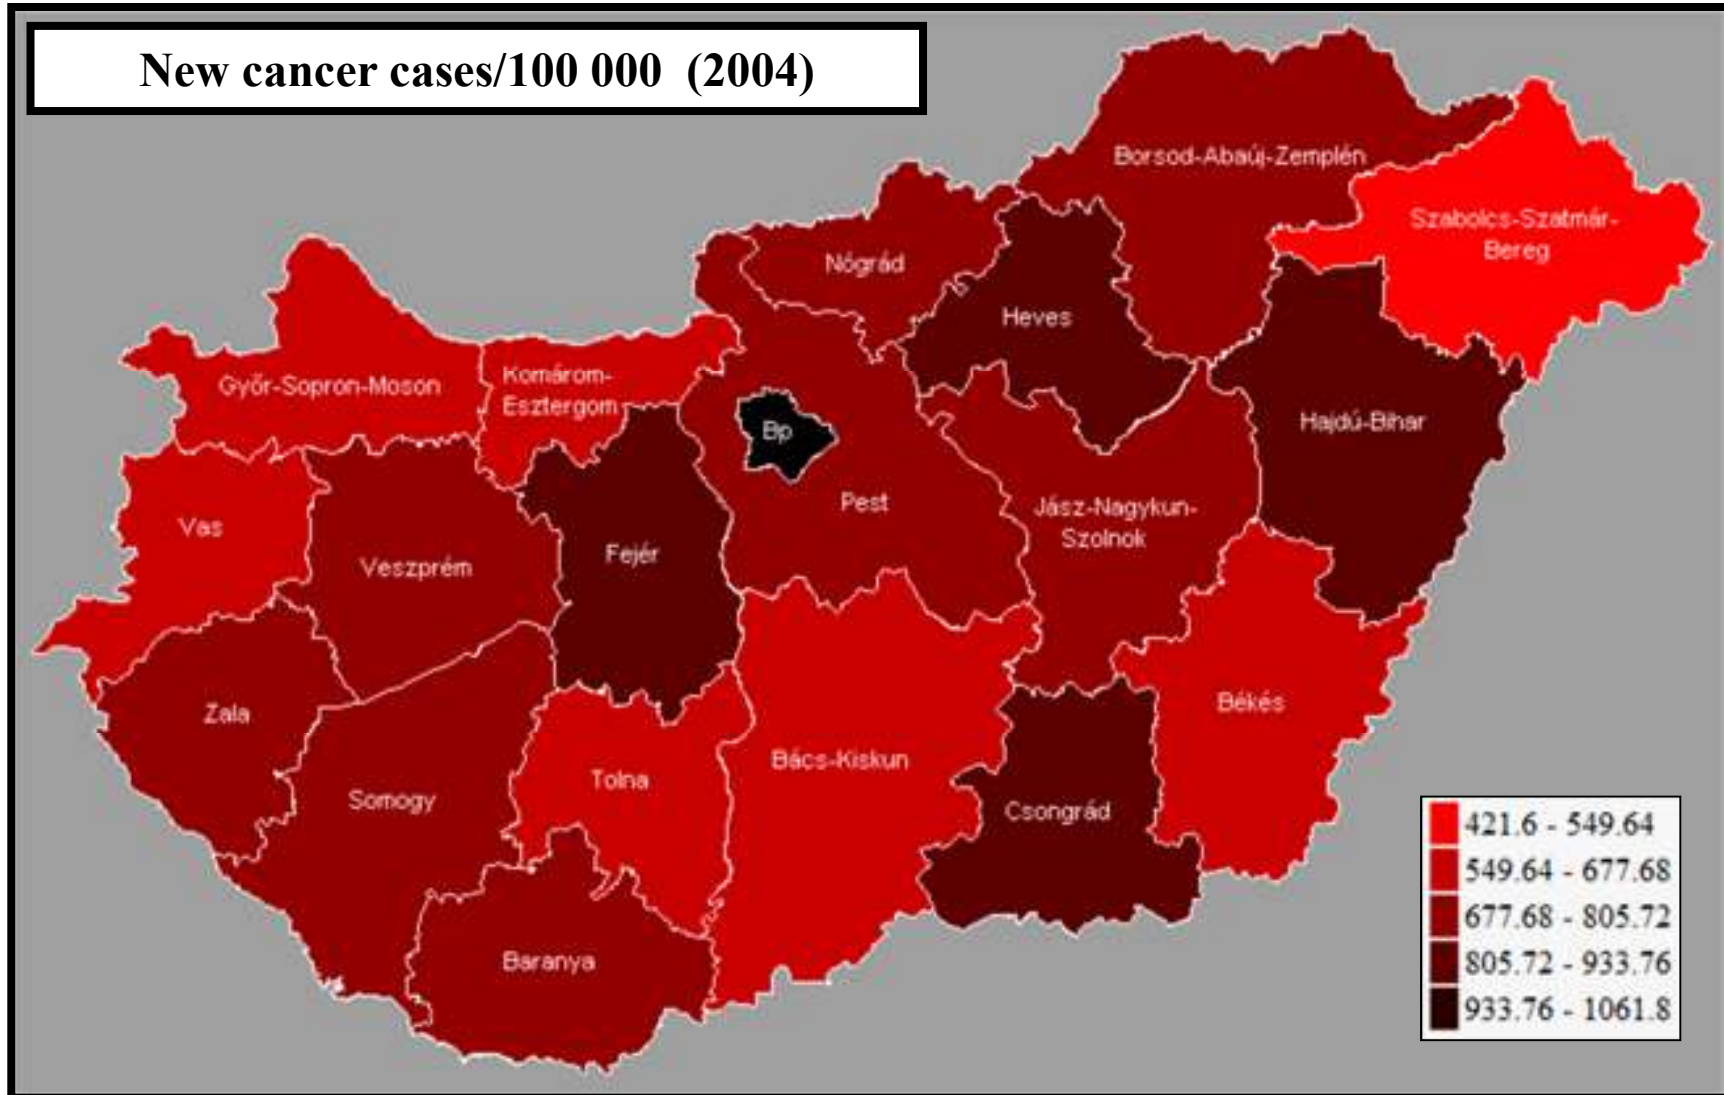 New cancer cases/100 000 (2004)
Borsod-Abaúj-Zemplén
Szabolcs-Szatmár-
Bereg
Nógrád
Heves
Győr-Sopron-Moson
Komárom-
Esztergom
Hajdú-Bihar
Bp
Pest
Jász-Nagykun-
Szolnok
Vas
Veszprém
Fejér
Zala
Békés
Bács-Kiskun
Tolna
Somogy
Csongrád
Baranya
421.6 - 549.64
549.64 - 677.68
677.68 - 805.72
805.72 - 933.76
933.76 - 1061.8